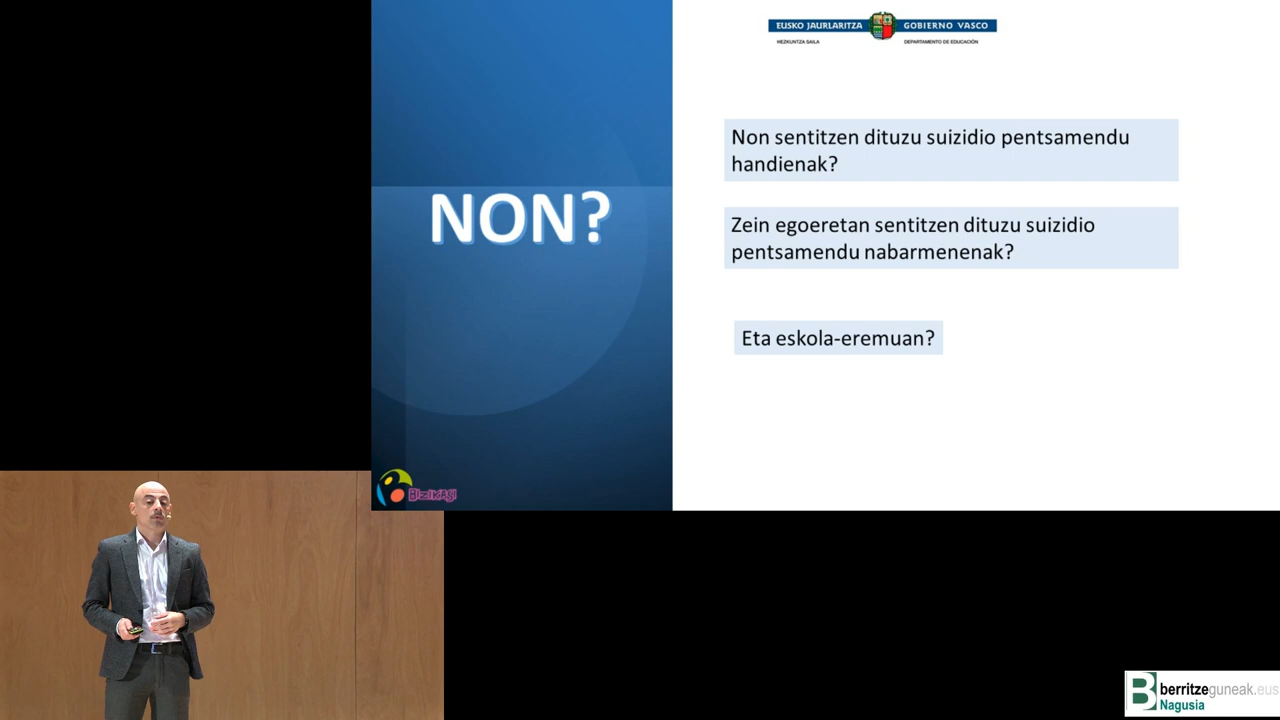 EUSKO JAURLARITZA
GOBIERNO VASCO
HEZKUNTZA SAILA
DEPARTAMENTO DE EDUCACIÓN
NON?
Non sentitzen dituzu suizidio pentsamendu
handienak?
Zein egoeretan sentitzen dituzu suizidio
pentsamendu nabarmenenak?
Eta eskola-eremuan?
BIZIKASI
berritzeguneak.eus
Nagusia